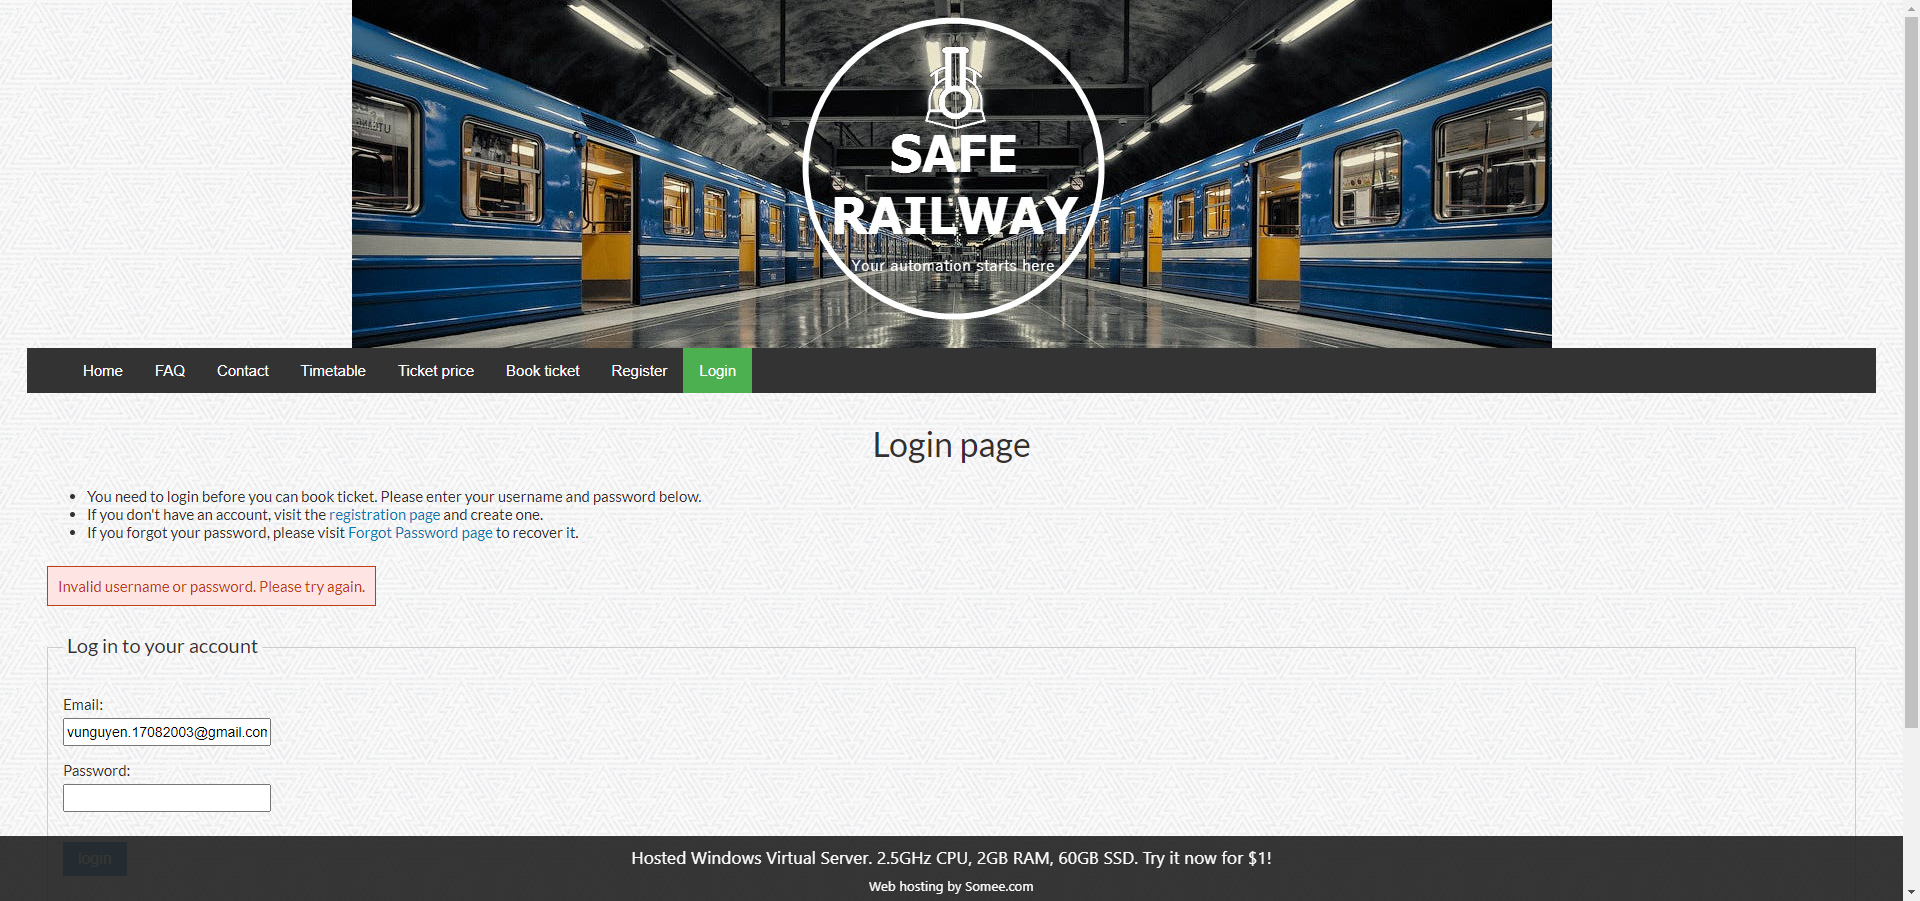 SAFE
RAILWAY
Your automation starts here
Home FAQ Contact Timetable Ticket price Book ticket Register Login
Login page
You need to login before you can book ticket. Please enter your username and password below.
If you don't have an account, visit the registration page and create one.
If you forgot your password, please visit Forgot Password page to recover it.
Invalid username or password. Please try again.
Log in to your account
Email:
vunguyen.17082003@gmail.com
Password:
login
Hosted Windows Virtual Server. 2.5GHz CPU, 2GB RAM, 60GB SSD. Try it now for $1!
Web hosting by Somee.com